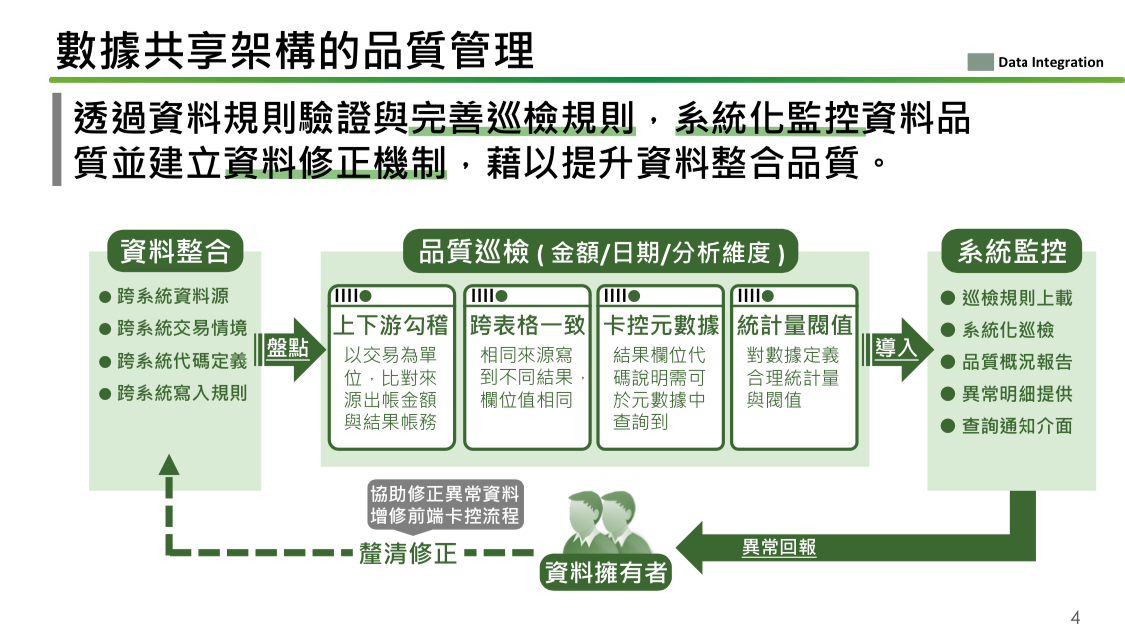 數據共享架構的品質管理
Data Integration
透過資料規則驗證與完善巡檢規則，系統化監控資料品
質並建立資料修正機制，藉以提升資料整合品質。
資料整合
● 跨系統資料源
● 跨系統交易情境
● 跨系統代碼定義
● 跨系統寫入規則
盤點
品質巡檢 ( 金額/日期/分析維度 )
上下游勾稽
以交易為單
位，比對來
源出帳金額
與結果帳務
跨表格一致
相同來源寫
到不同結果，
欄位值相同
卡控元數據
結果欄位代
碼說明需可
於元數據中
查詢到
統計量閥值
對數據定義
合理統計量
與閥值
導入
系統監控
● 巡檢規則上載
● 系統化巡檢
● 品質概況報告
● 異常明細提供
● 查詢通知介面
異常回報
資料擁有者
協助修正異常資料
增修前端卡控流程
釐清修正
4